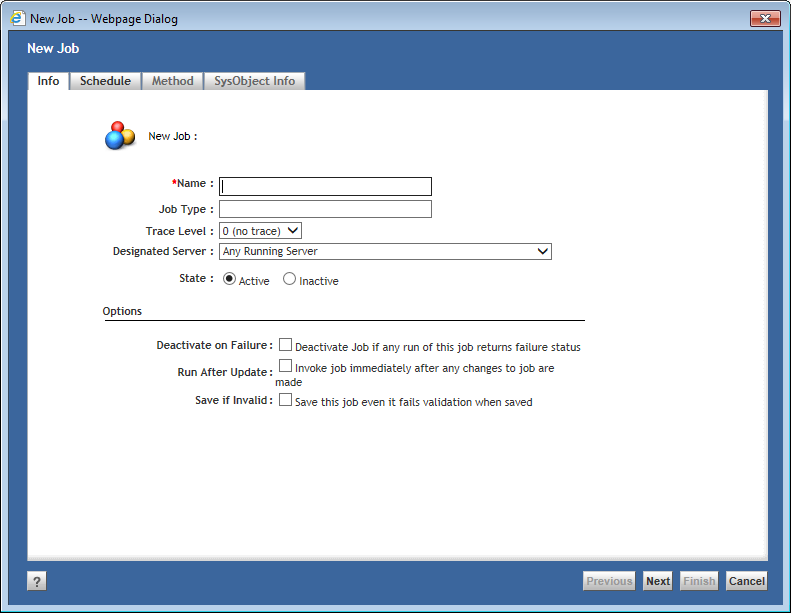 New Job -- Webpage Dialog
New Job
Info Schedule Method SysObject Info
New Job :
*Name :
Job Type :
Trace Level : 0 (no trace)
Designated Server : Any Running Server
State : Active Inactive
Options
Deactivate on Failure : Deactivate Job if any run of this job returns failure status
Run After Update : Invoke job immediately after any changes to job are
made
Save if Invalid : Save this job even it fails validation when saved
? Previous Next Finish Cancel